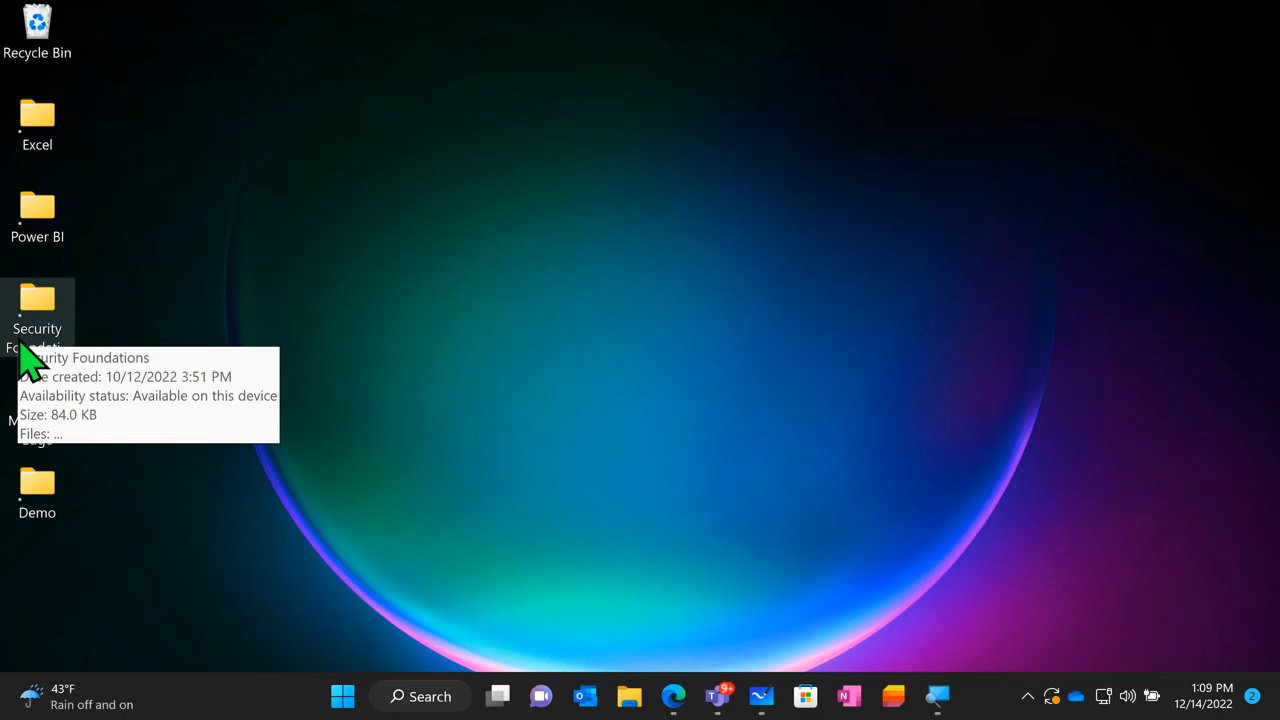 Recycle Bin
Excel
Power BI
Security
Security Foundations
Date created: 10/12/2022 3:51 PM
Availability status: Available on this device
Size: 84.0 KB
Files: ...
Demo
43°F
Rain off and on
Search
9+
1:09 PM
12/14/2022
2